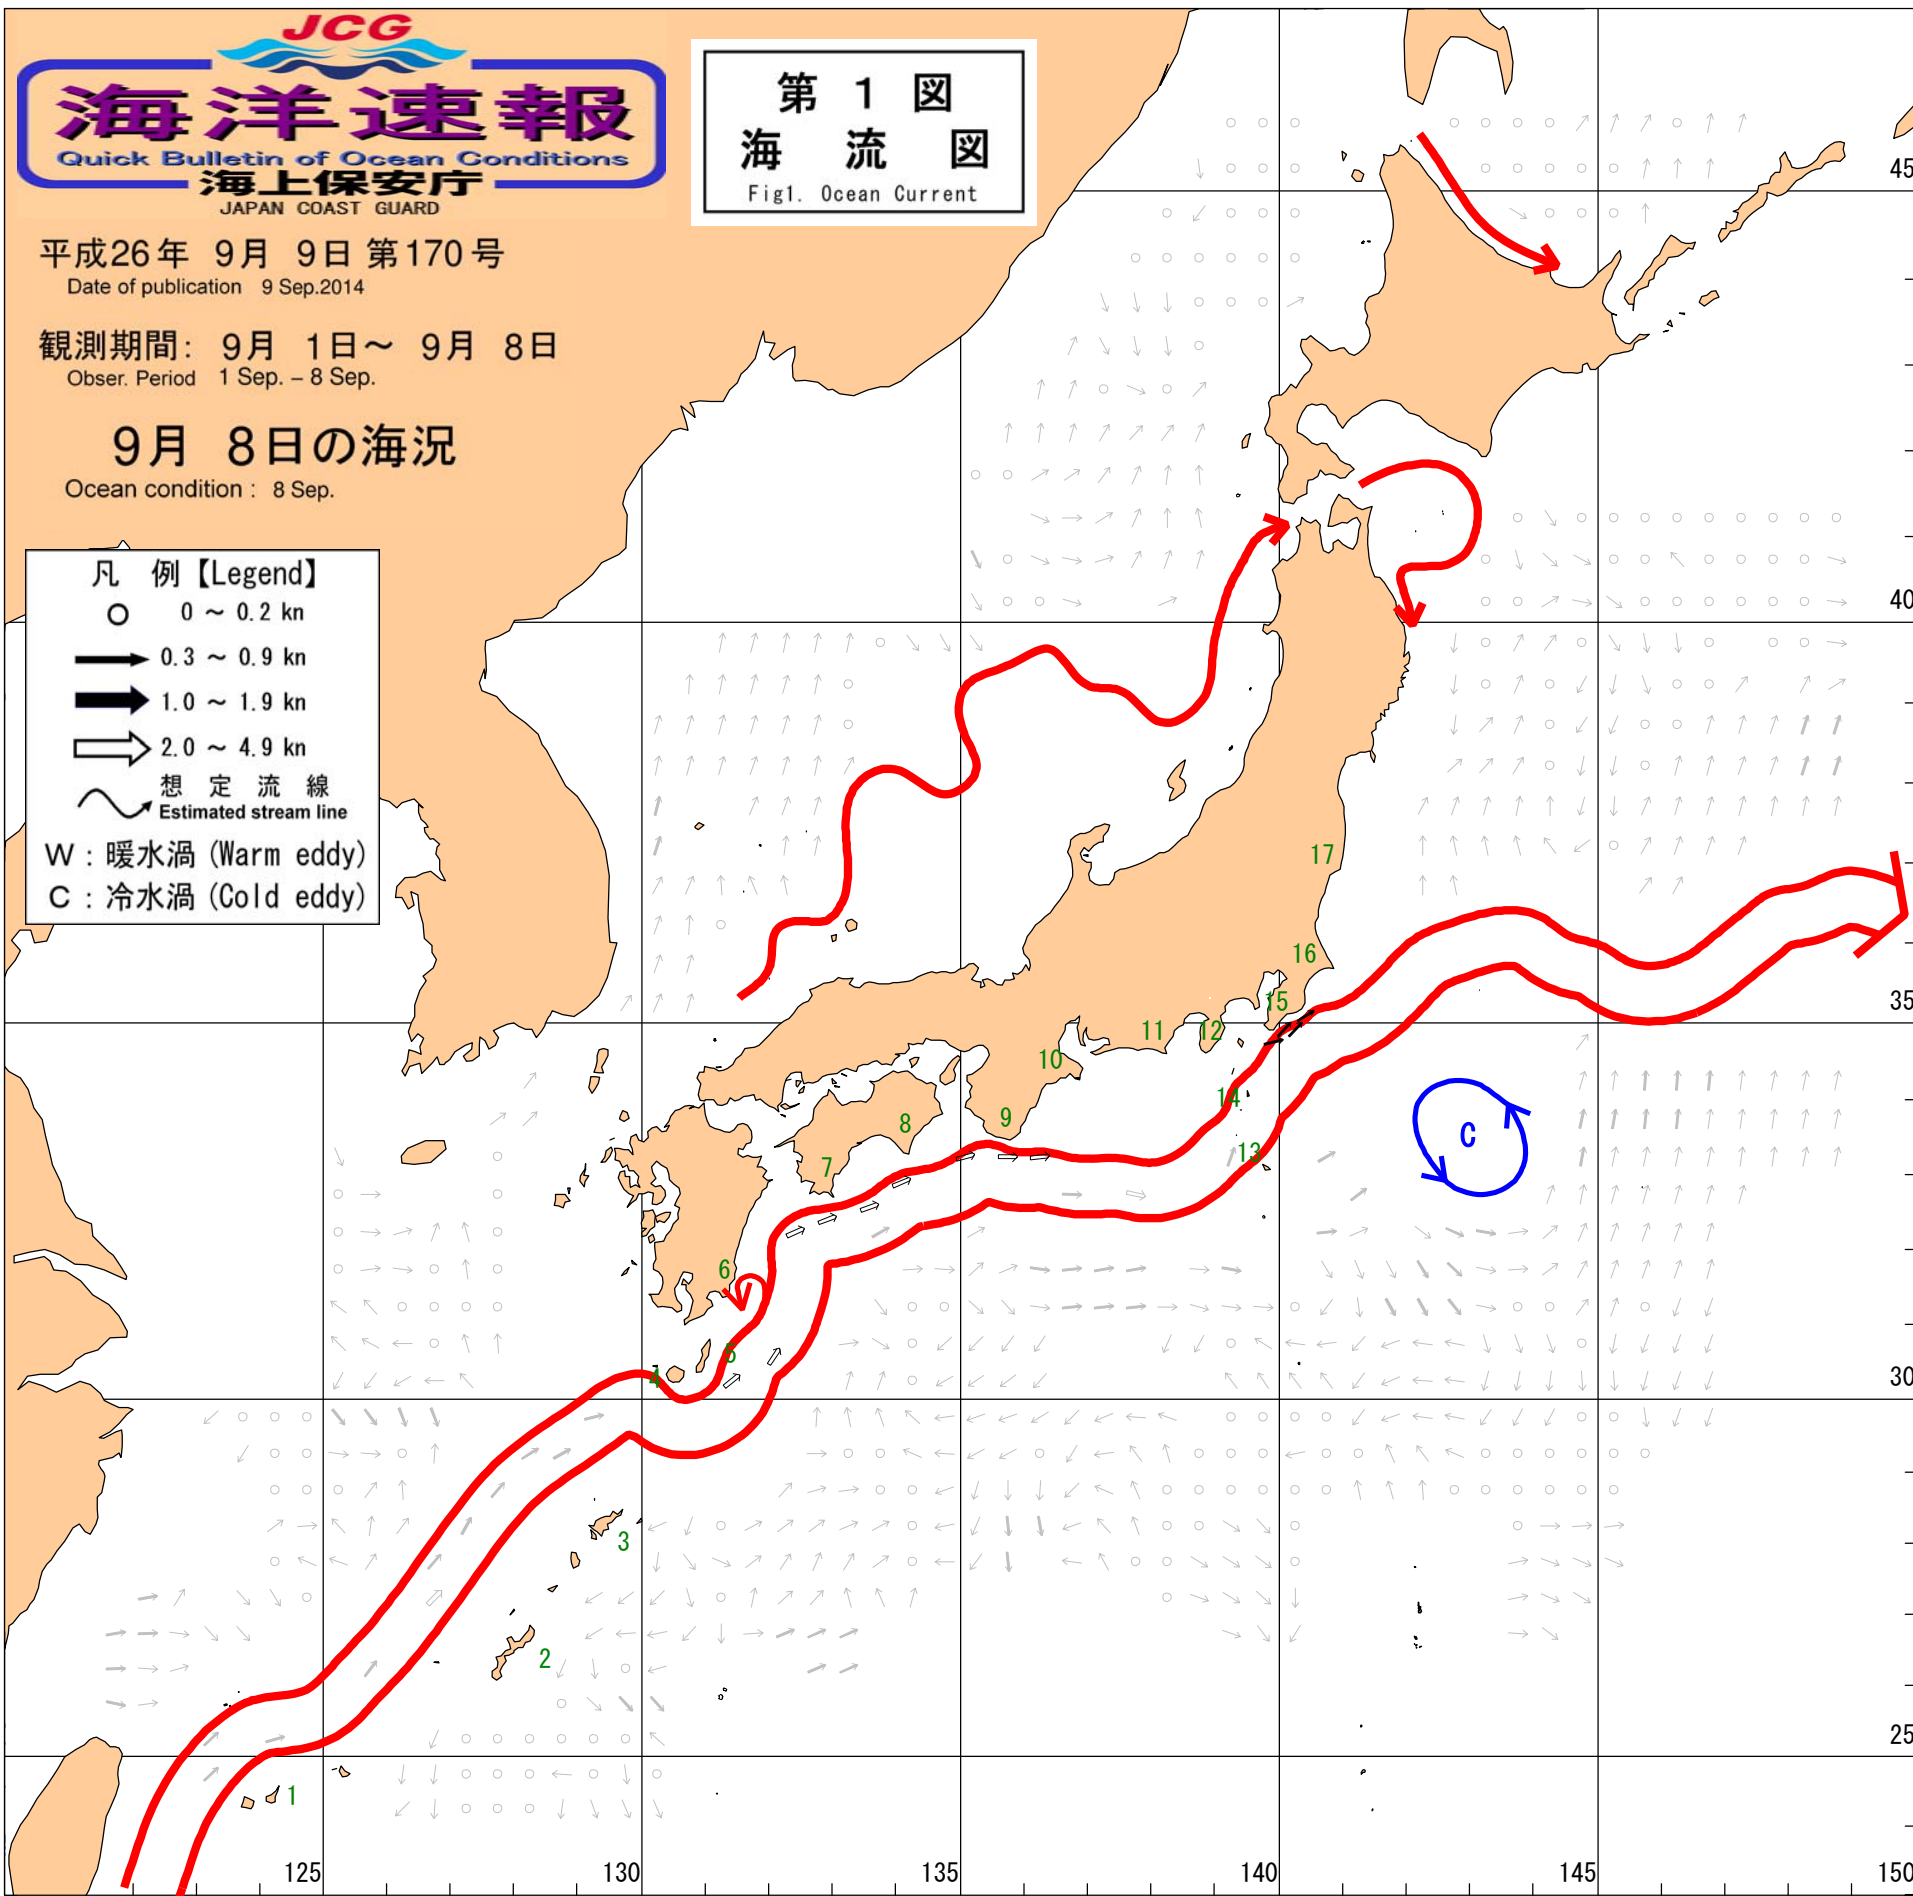 JCG
海洋速報
Quick Bulletin of Ocean Conditions
海上保安庁
JAPAN COAST GUARD
第 1 図
海 流 図
Fig1. Ocean Current
平成26年 9月 9日 第170号
Date of publication 9 Sep.2014
観測期間: 9月 1日～ 9月 8日
Obser. Period 1 Sep. – 8 Sep.
9月 8日の海況
Ocean condition : 8 Sep.
凡 例【Legend】
0 ～ 0.2 kn
0.3 ～ 0.9 kn
1.0 ～ 1.9 kn
2.0 ～ 4.9 kn
想 定 流 線
Estimated stream line
W : 暖水渦 (Warm eddy)
C : 冷水渦 (Cold eddy)
45
40
17
16
15
35
12
11
10
14
9
8
C
13
7
6
5
4
30
3
2
25
1
125
130
135
140
145
150